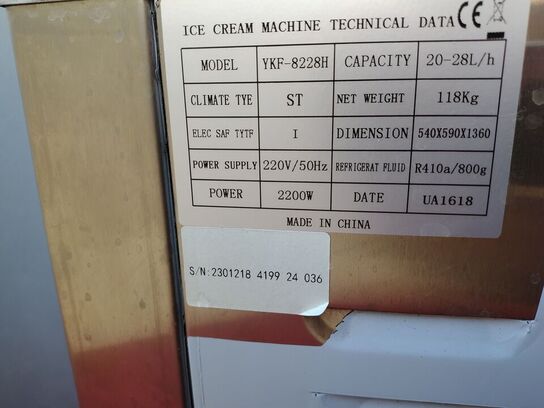 ICE CREAM MACHINE TECHNICAL DATA CE
MODEL YKF-8228H CAPACITY 20-28L/h
CLIMATE TYE ST NET WEIGHT 118Kg
ELEC SAF TYTF I DIMENSION 540X590X1360
POWER SUPPLY 220V/50Hz REFRIGERAT FLUID R410a/800g
POWER 2200W DATE UA1618
MADE IN CHINA
S/N:2301218 4199 24 036